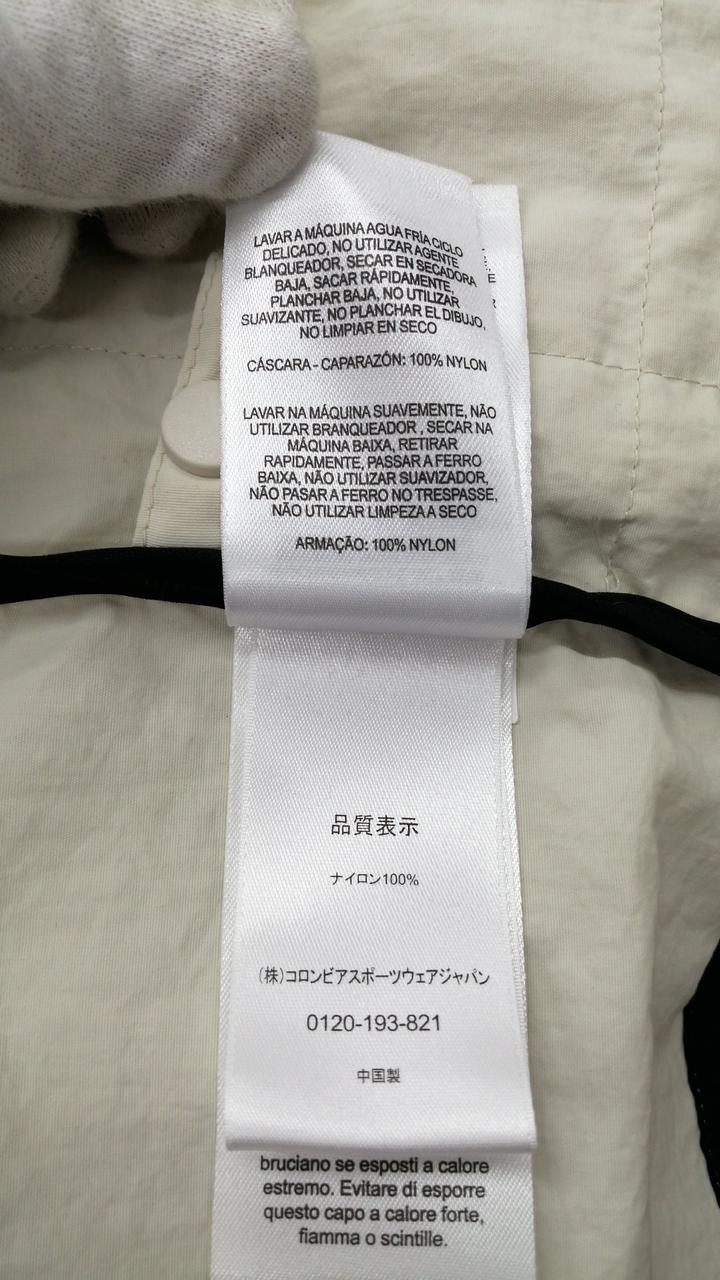 LAVAR A MÁQUINA AGUA FRÍA CICLO
DELICADO, NO UTILIZAR AGENTE
BLANQUEADOR, SECAR EN SECADORA
BAJA, SACAR RÁPIDAMENTE,
PLANCHAR BAJA, NO UTILIZAR
SUAVIZANTE, NO PLANCHAR EL DIBUJO,
NO LIMPIAR EN SECO
CÁSCARA - CAPARAZÓN: 100% NYLON
LAVAR NA MÁQUINA SUAVEMENTE, NÃO
UTILIZAR BRANQUEADOR , SECAR NA
MÁQUINA BAIXA, RETIRAR
RAPIDAMENTE, PASSAR A FERRO
BAIXA, NÃO UTILIZAR SUAVIZADOR,
NÃO PASAR A FERRO NO TRESPASSE,
NÃO UTILIZAR LIMPEZA A SECO
ARMAÇÃO: 100% NYLON
品質表示
ナイロン100%
(株)コロンビアスポーツウェアジャパン
0120-193-821
中国製
bruciano se esposti a calore
estremo. Evitare di esporre
questo capo a calore forte,
fiamma o scintille.